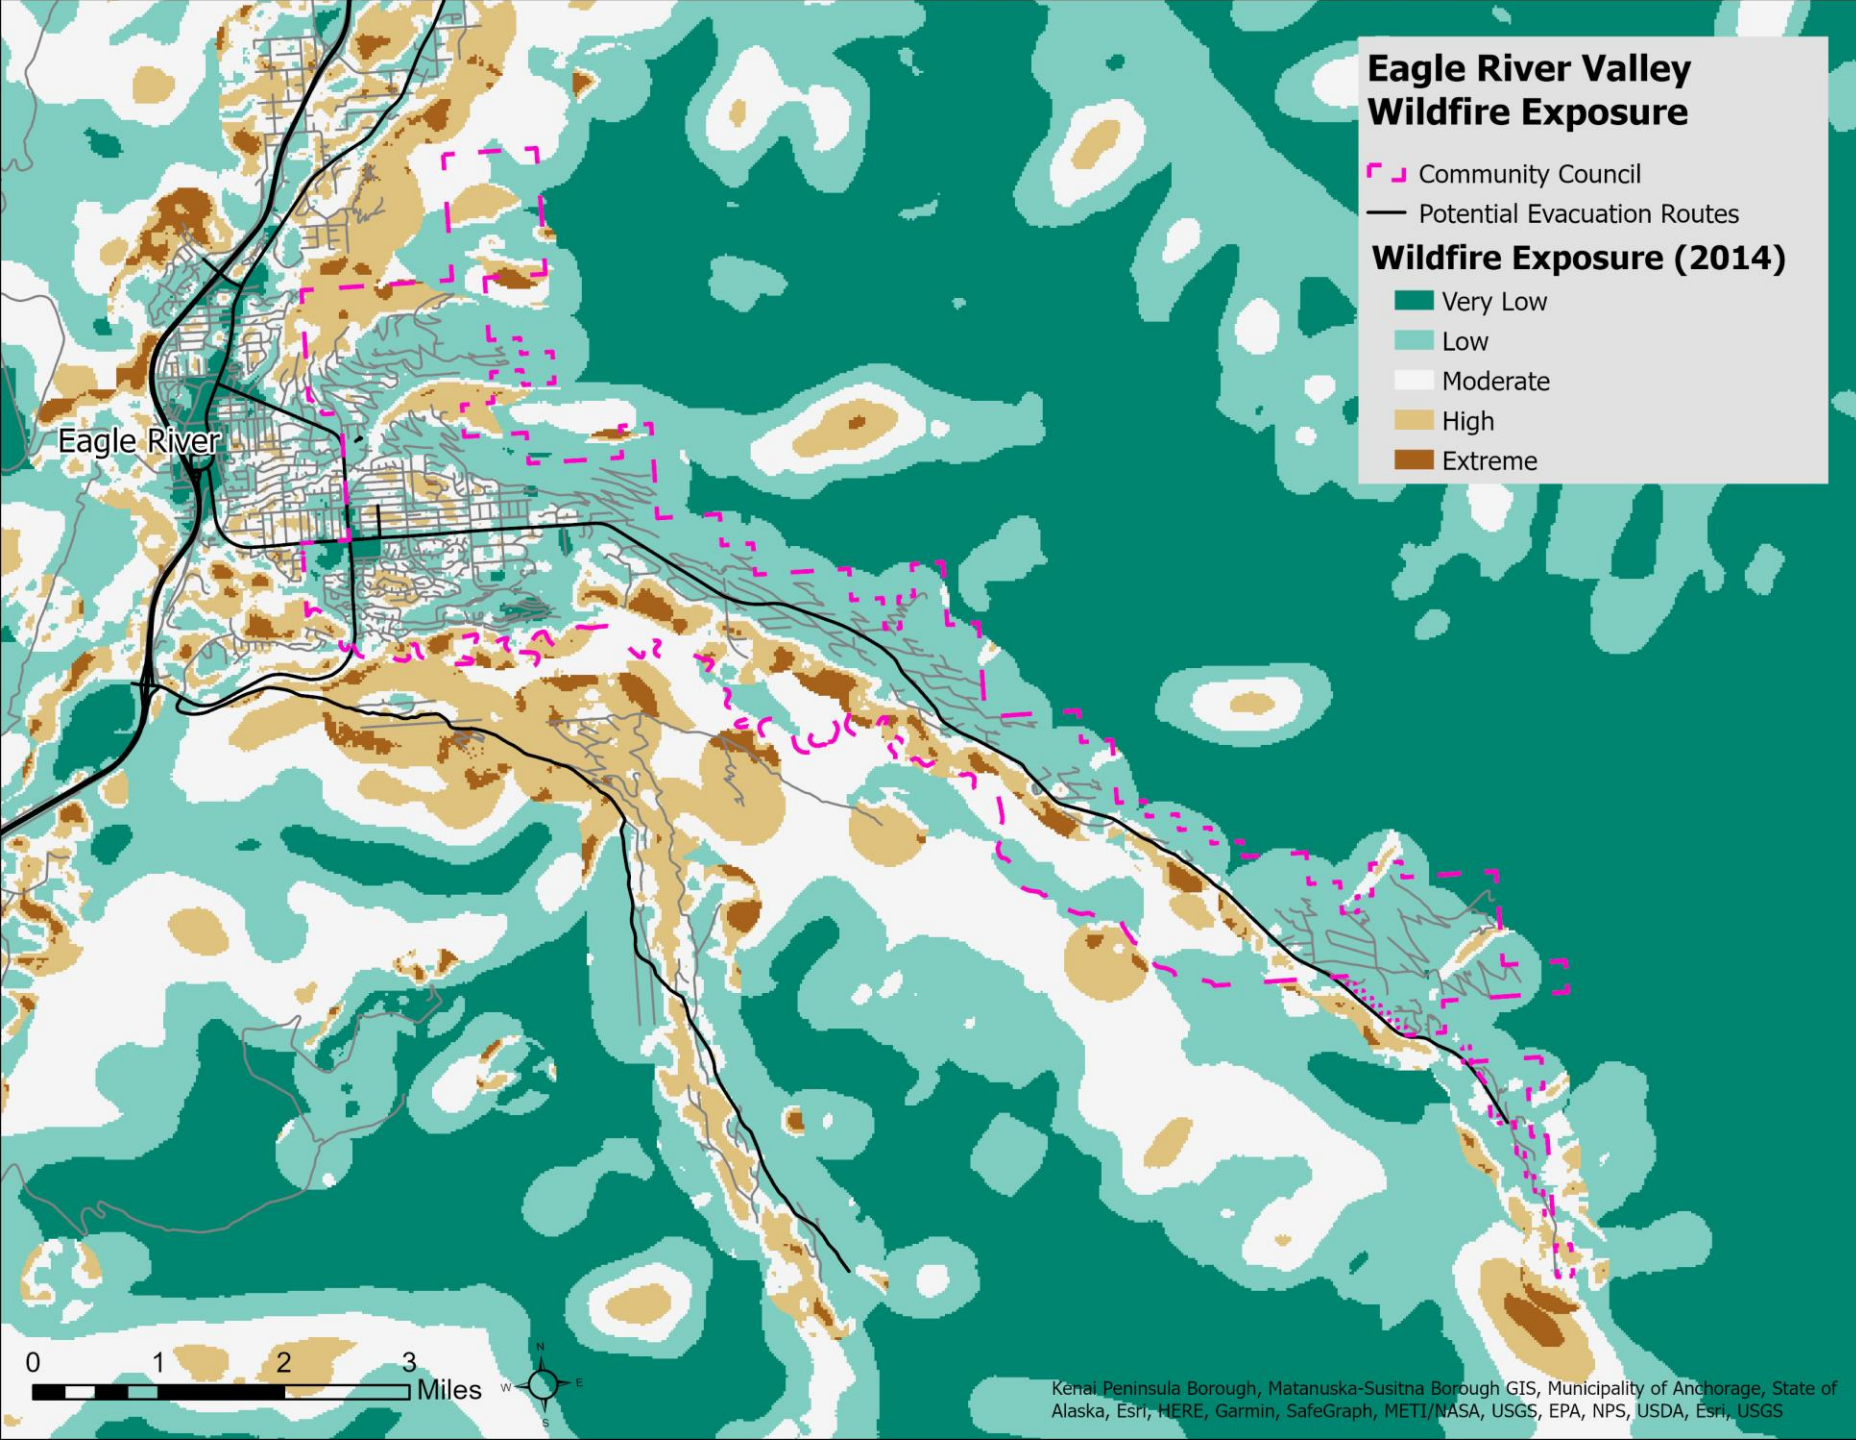 Eagle River Valley
Wildfire Exposure
Community Council
Potential Evacuation Routes
Wildfire Exposure (2014)
Very Low
Low
Moderate
High
Extreme
Eagle River
0 1 2 3
Miles
N
W E
S
Kenai Peninsula Borough, Matanuska-Susitna Borough GIS, Municipality of Anchorage, State of
Alaska, Esri, HERE, Garmin, SafeGraph, METI/NASA, USGS, EPA, NPS, USDA, Esri, USGS